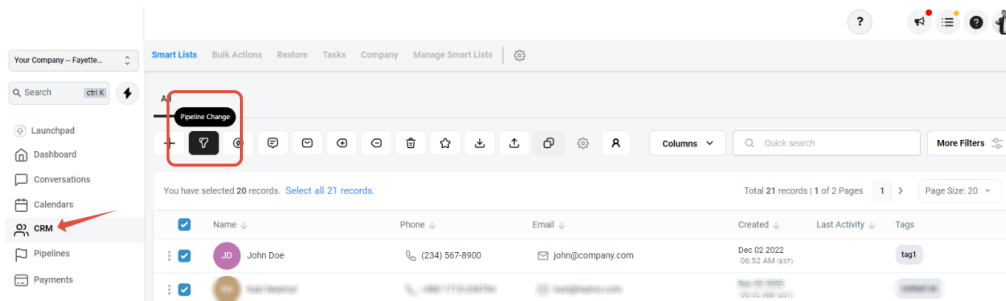 ?
Smart Lists Bulk Actions Restore Tasks Company Manage Smart Lists
Your Company -- Fayette...
Search ctrl K
All
Pipeline Change
Launchpad
Dashboard
Conversations
Calendars
CRM
Pipelines
Payments
Columns Quick search More Filters
You have selected 20 records. Select all 21 records. Total 21 records | 1 of 2 Pages 1 > Page Size: 20
Name Phone Email Created Last Activity Tags
JD John Doe (234) 567-8900 john@company.com Dec 02 2022 tag1
06:52 AM (EST)